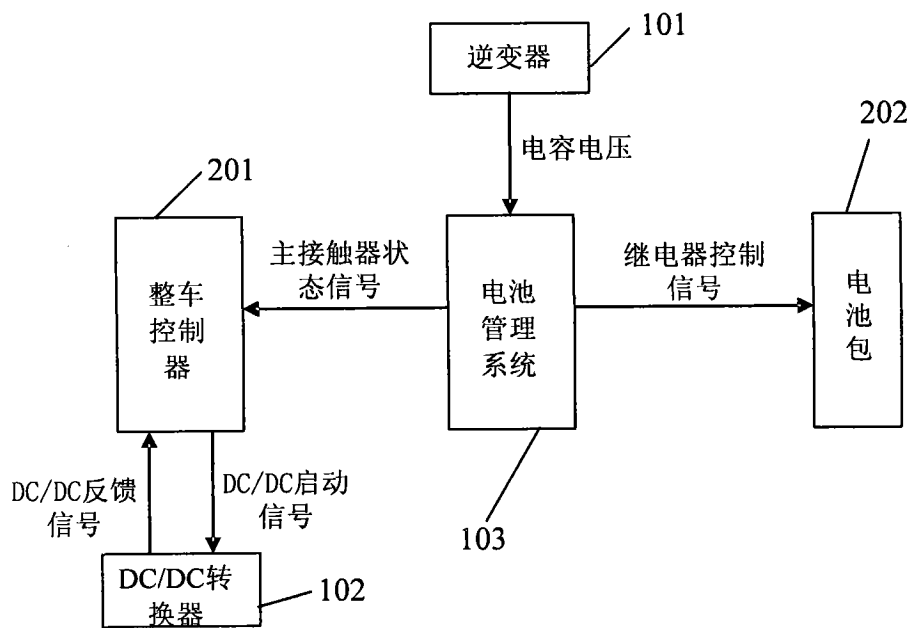 101
逆变器
202
电容电压
201
主接触器状
态信号
继电器控制
信号
整车
控制
器
电池
管理
系统
电
池
包
DC/DC反馈
信号
DC/DC启动
信号
103
DC/DC转
换器
102